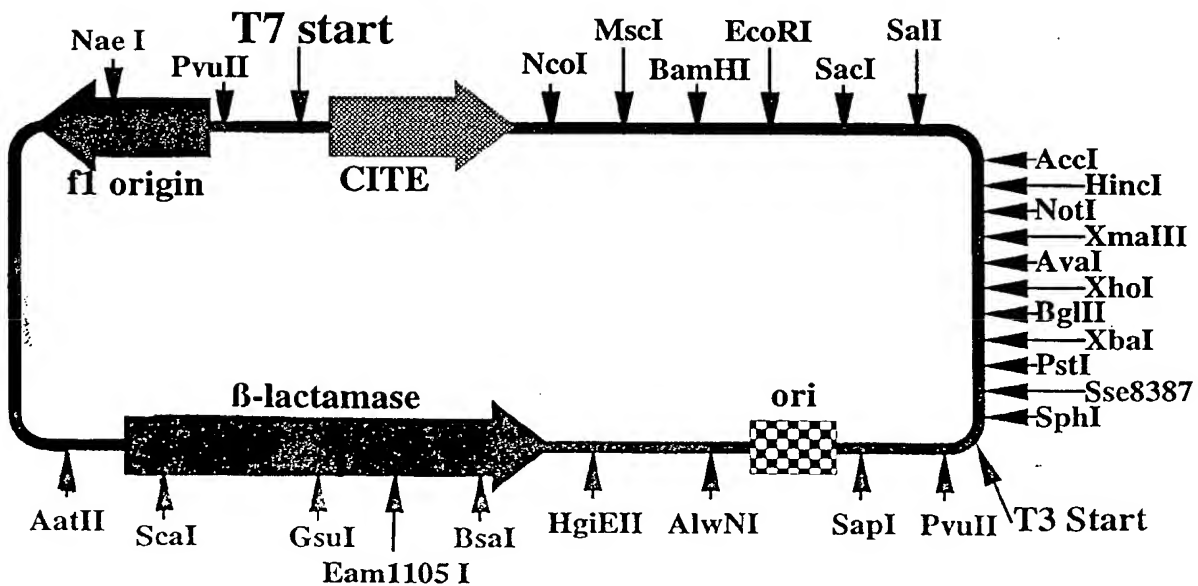 Nae I
PvuII
T7 start
NcoI
MscI
BamHI
EcoRI
SacI
SalI
f1 origin
CITE
AccI
HincI
NotI
XmaIII
AvaI
XhoI
BglII
XbaI
PstI
Sse8387
SphI
ß-lactamase
ori
AatII
ScaI
GsuI
Eam1105 I
BsaI
HgiEII
AlwNI
SapI
PvuII
T3 Start